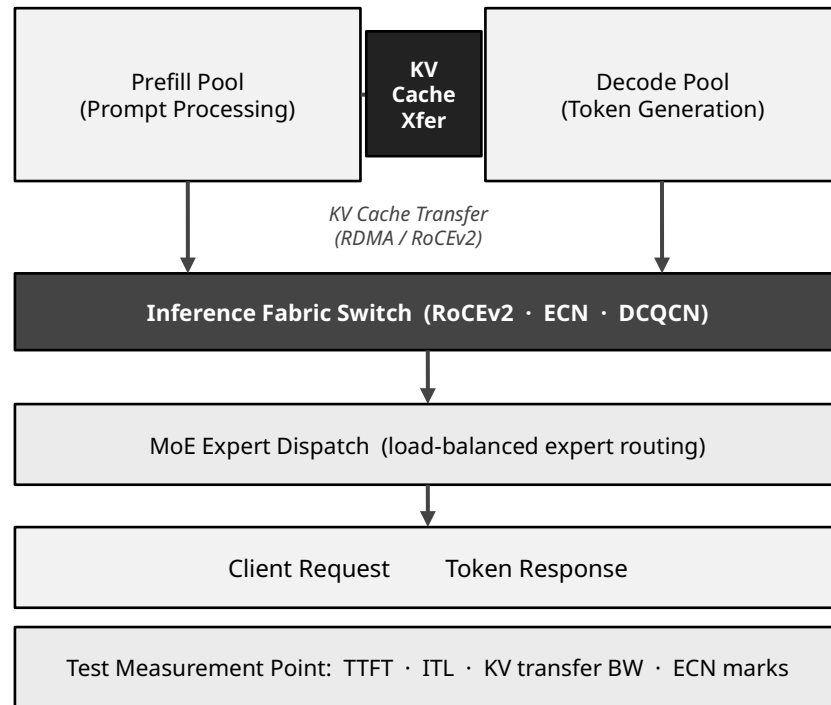 Prefill Pool
(Prompt Processing)
KV
Cache
Xfer
Decode Pool
(Token Generation)
KV Cache Transfer
(RDMA / RoCEv2)
Inference Fabric Switch (RoCEv2 · ECN · DCQCN)
MoE Expert Dispatch (load-balanced expert routing)
Client Request Token Response
Test Measurement Point: TTFT · ITL · KV transfer BW · ECN marks